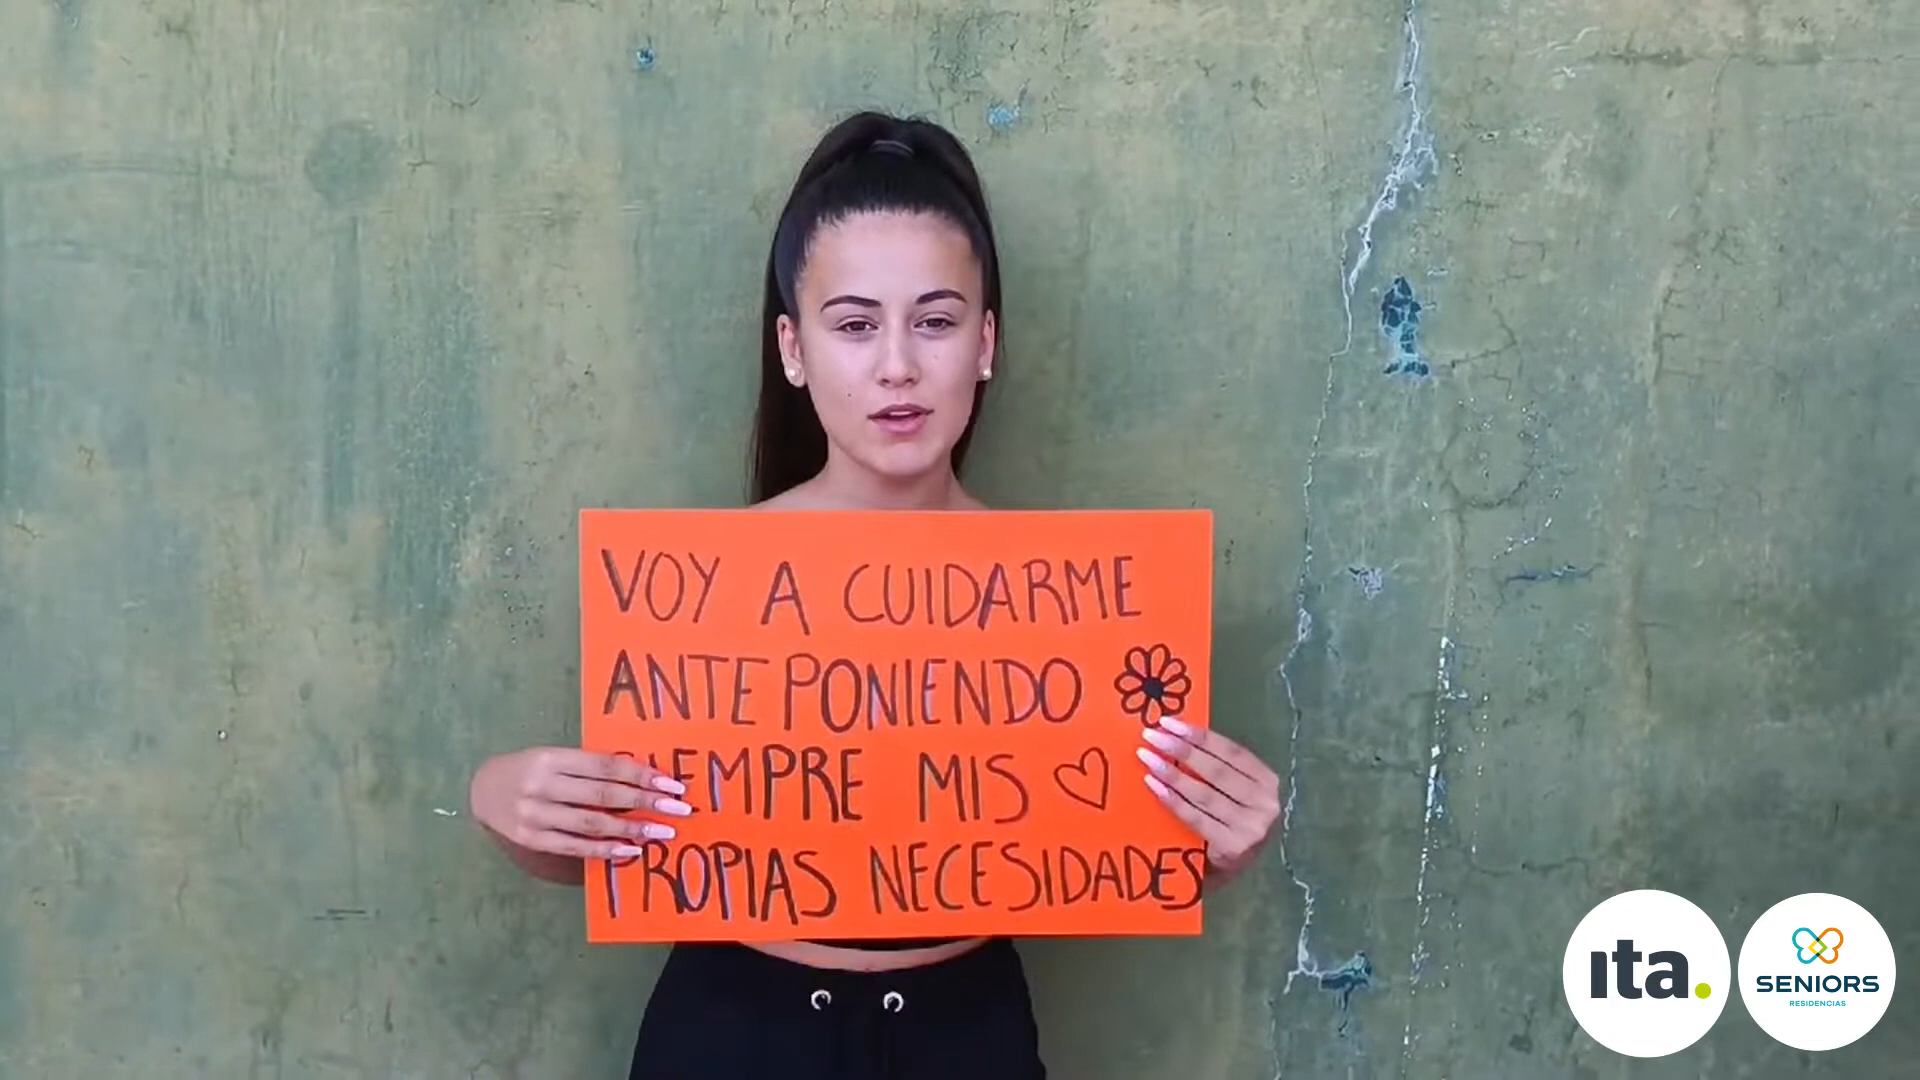 VOY A CUIDARME
ANTEPONIENDO
SIEMPRE MIS
PROPIAS NECESIDADES
ita.
SENIORS
RESIDENCIAS